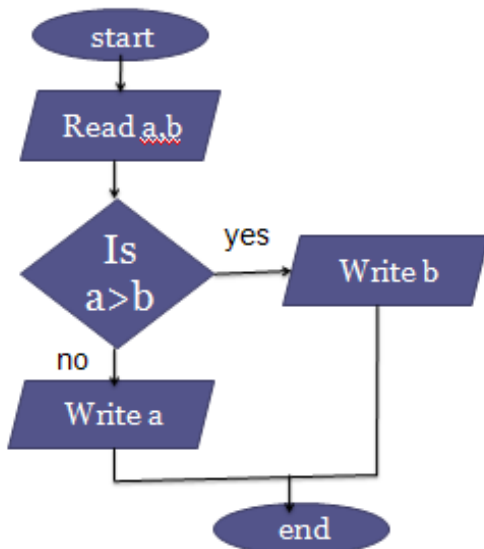 start
Read a,b
Is
a>b
yes
Write b
no
Write a
end